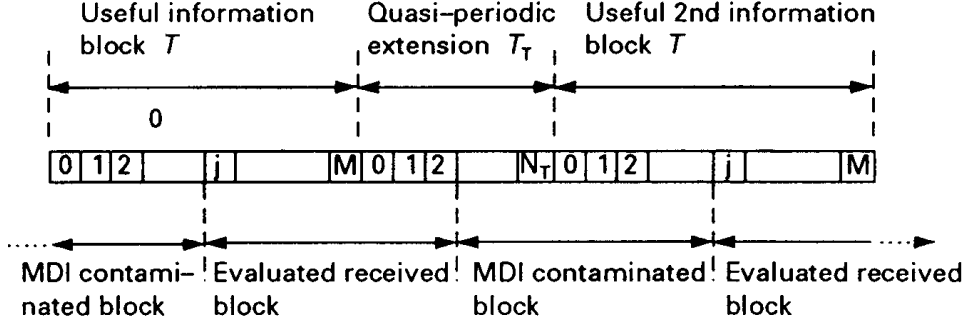 Useful information Quasi–periodic Useful 2nd information
block T extension T_T block T
0
0 1 2 j M 0 1 2 N_T 0 1 2 j M
MDI contami– Evaluated received MDI contaminated Evaluated received
nated block block block block